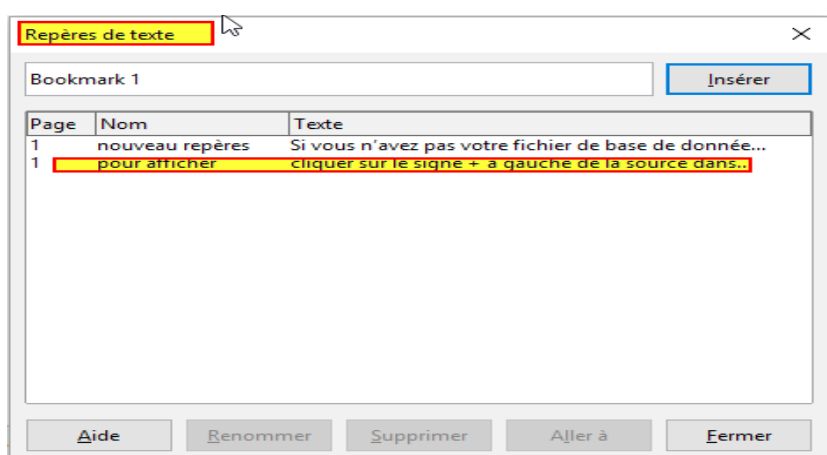 Repères de texte
Bookmark 1
Insérer
Page Nom Texte
1 nouveau repères Si vous n'avez pas votre fichier de base de donnée...
1 pour afficher cliquer sur le signe + a gauche de la source dans..
Aide Renommer Supprimer Aller à Fermer